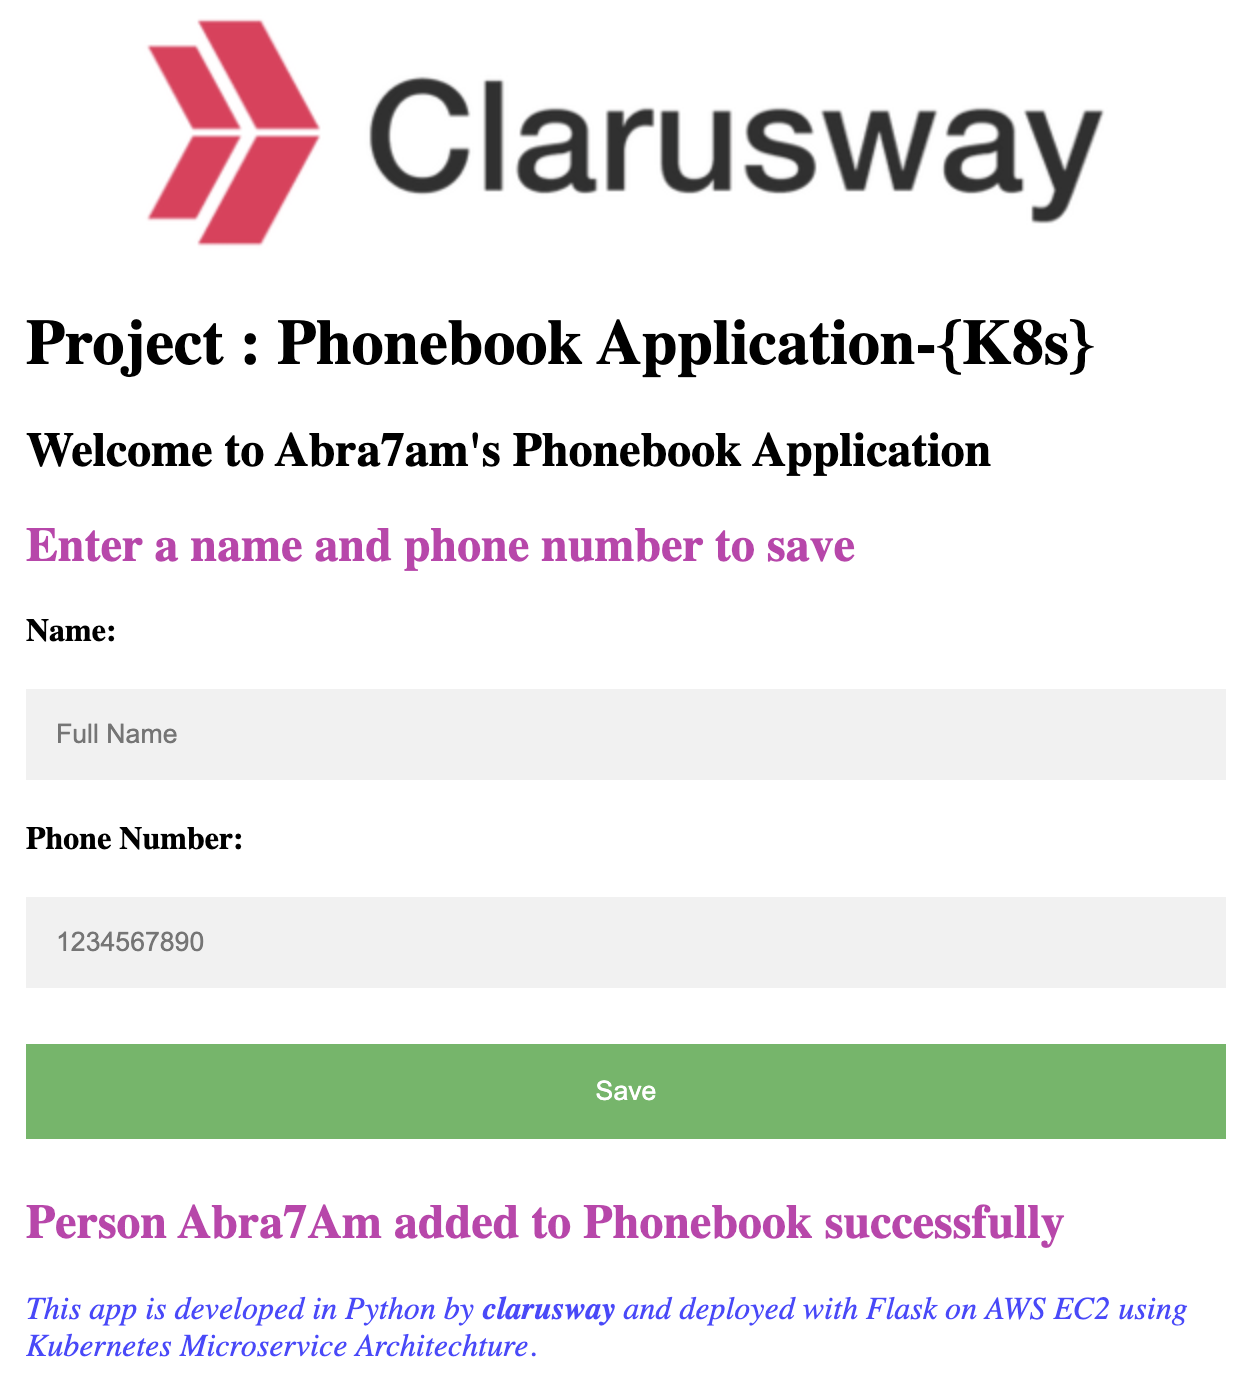 Clarusway
Project : Phonebook Application-{K8s}
Welcome to Abra7am's Phonebook Application
Enter a name and phone number to save
Name:
Full Name
Phone Number:
1234567890
Save
Person Abra7Am added to Phonebook successfully
This app is developed in Python by clarusway and deployed with Flask on AWS EC2 using
Kubernetes Microservice Architechture.